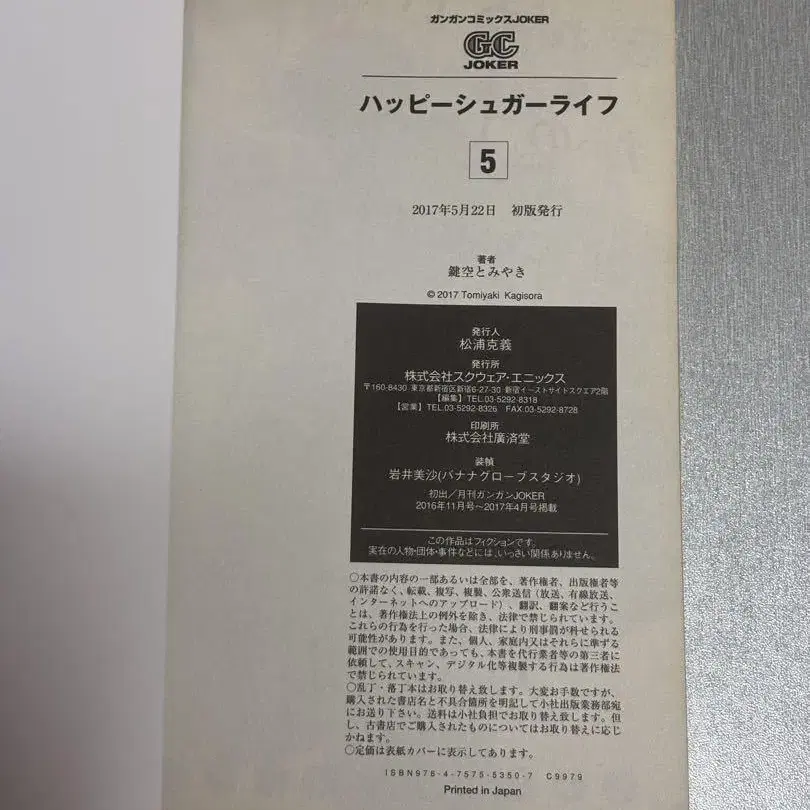 ガンガンコミックスJOKER
GC
JOKER
ハッピーシュガーライフ
5
2017年5月22日 初版発行
著者
鍵空とみやき
©2017 Tomiyaki Kagisora
発行人
松浦克義
発行所
株式会社スクウェア・エニックス
〒160-8430 東京都新宿区新宿6-27-30 新宿イーストサイドスクエア2階
【編集】TEL.03-5292-8318
【営業】TEL.03-5292-8326 FAX.03-5292-8728
印刷所
株式会社廣済堂
装幀
岩井美沙(バナナグローブスタジオ)
初出/月刊ガンガンJOKER
2016年11月号～2017年4月号掲載
この作品はフィクションです。
実在の人物・団体・事件などには、いっさい関係ありません。
○本書の内容の一部あるいは全部を、著作権者、出版権者等
の許諾なく、転載、複写、複製、公衆送信(放送、有線放送、
インターネットへのアップロード)、翻訳、翻案など行うこ
とは、著作権法上の例外を除き、法律で禁じられています。
これらの行為を行った場合、法律により刑事罰が科せられる
可能性があります。また、個人、家庭内又はそれらに準ずる
範囲での使用目的であっても、本書を代行業者等の第三者に
依頼して、スキャン、デジタル化等複製する行為は著作権法
で禁じられています。
○乱丁・落丁本はお取り替え致します。大変お手数ですが、
購入された書店名と不具合箇所を明記して小社出版業務部宛
にお送り下さい。送料は小社負担でお取り替え致します。但
し、古書店でご購入されたものについてはお取り替えに応じ
かねます。
○定価は表紙カバーに表示してあります。
ISBN978-4-7575-5350-7 C9979
Printed in Japan